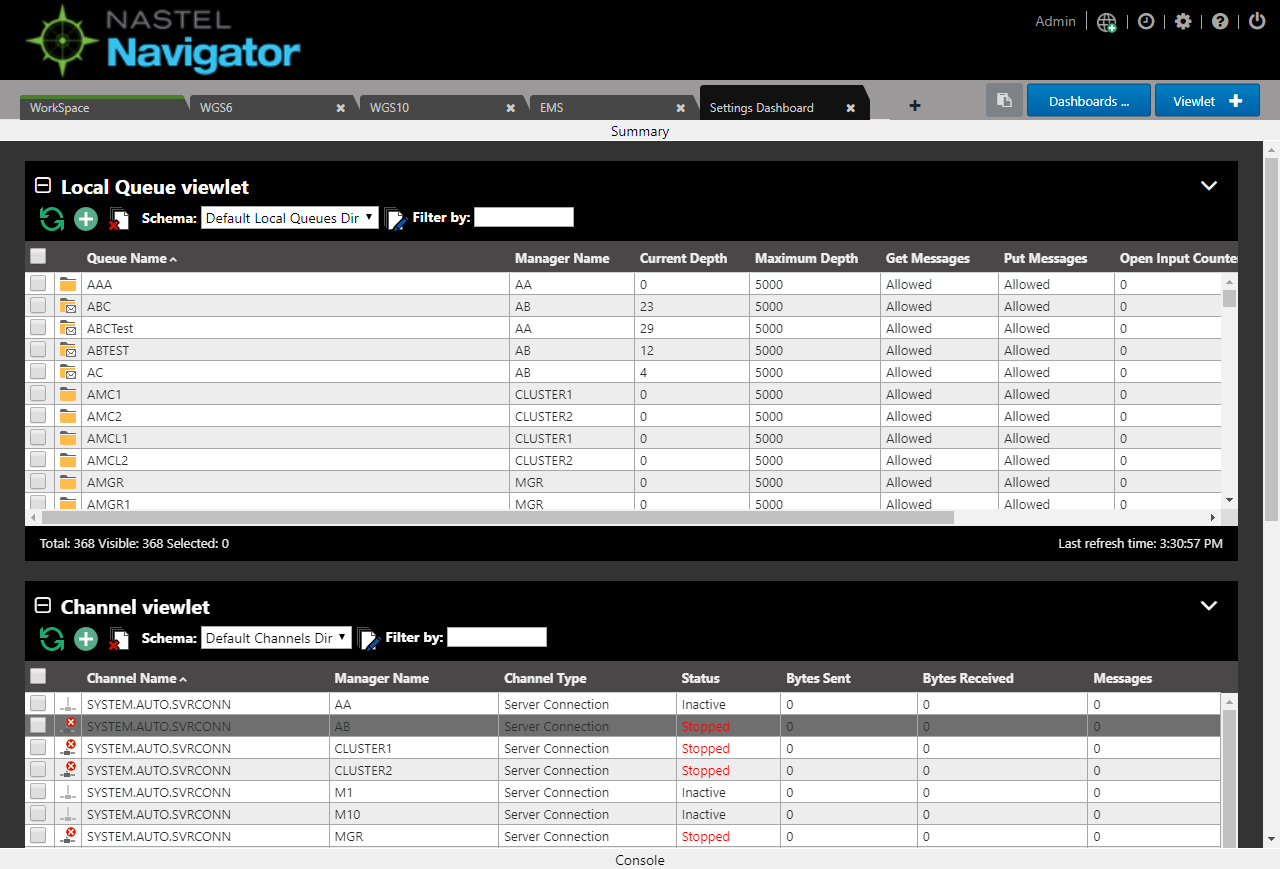 NASTEL
Navigator
Admin
WorkSpace WGS6 WGS10 EMS Settings Dashboard Dashboards ... Viewlet
Summary
Local Queue viewlet
Schema: Default Local Queues Dir Filter by:
Queue Name Manager Name Current Depth Maximum Depth Get Messages Put Messages Open Input Counte
AAA AA 0 5000 Allowed Allowed 0
ABC AB 23 5000 Allowed Allowed 0
ABCTest AA 29 5000 Allowed Allowed 0
ABTEST AB 12 5000 Allowed Allowed 0
AC AB 4 5000 Allowed Allowed 0
AMC1 CLUSTER1 0 5000 Allowed Allowed 0
AMC2 CLUSTER2 0 5000 Allowed Allowed 0
AMCL1 CLUSTER1 0 5000 Allowed Allowed 0
AMCL2 CLUSTER2 0 5000 Allowed Allowed 0
AMGR MGR 0 5000 Allowed Allowed 0
AMGR1 MGR 0 5000 Allowed Allowed 0
Total: 368 Visible: 368 Selected: 0 Last refresh time: 3:30:57 PM
Channel viewlet
Schema: Default Channels Dir Filter by:
Channel Name Manager Name Channel Type Status Bytes Sent Bytes Received Messages
SYSTEM.AUTO.SVRCONN AA Server Connection Inactive 0 0 0
SYSTEM.AUTO.SVRCONN AB Server Connection Stopped 0 0 0
SYSTEM.AUTO.SVRCONN CLUSTER1 Server Connection Stopped 0 0 0
SYSTEM.AUTO.SVRCONN CLUSTER2 Server Connection Stopped 0 0 0
SYSTEM.AUTO.SVRCONN M1 Server Connection Inactive 0 0 0
SYSTEM.AUTO.SVRCONN M10 Server Connection Inactive 0 0 0
SYSTEM.AUTO.SVRCONN MGR Server Connection Stopped 0 0 0
Console